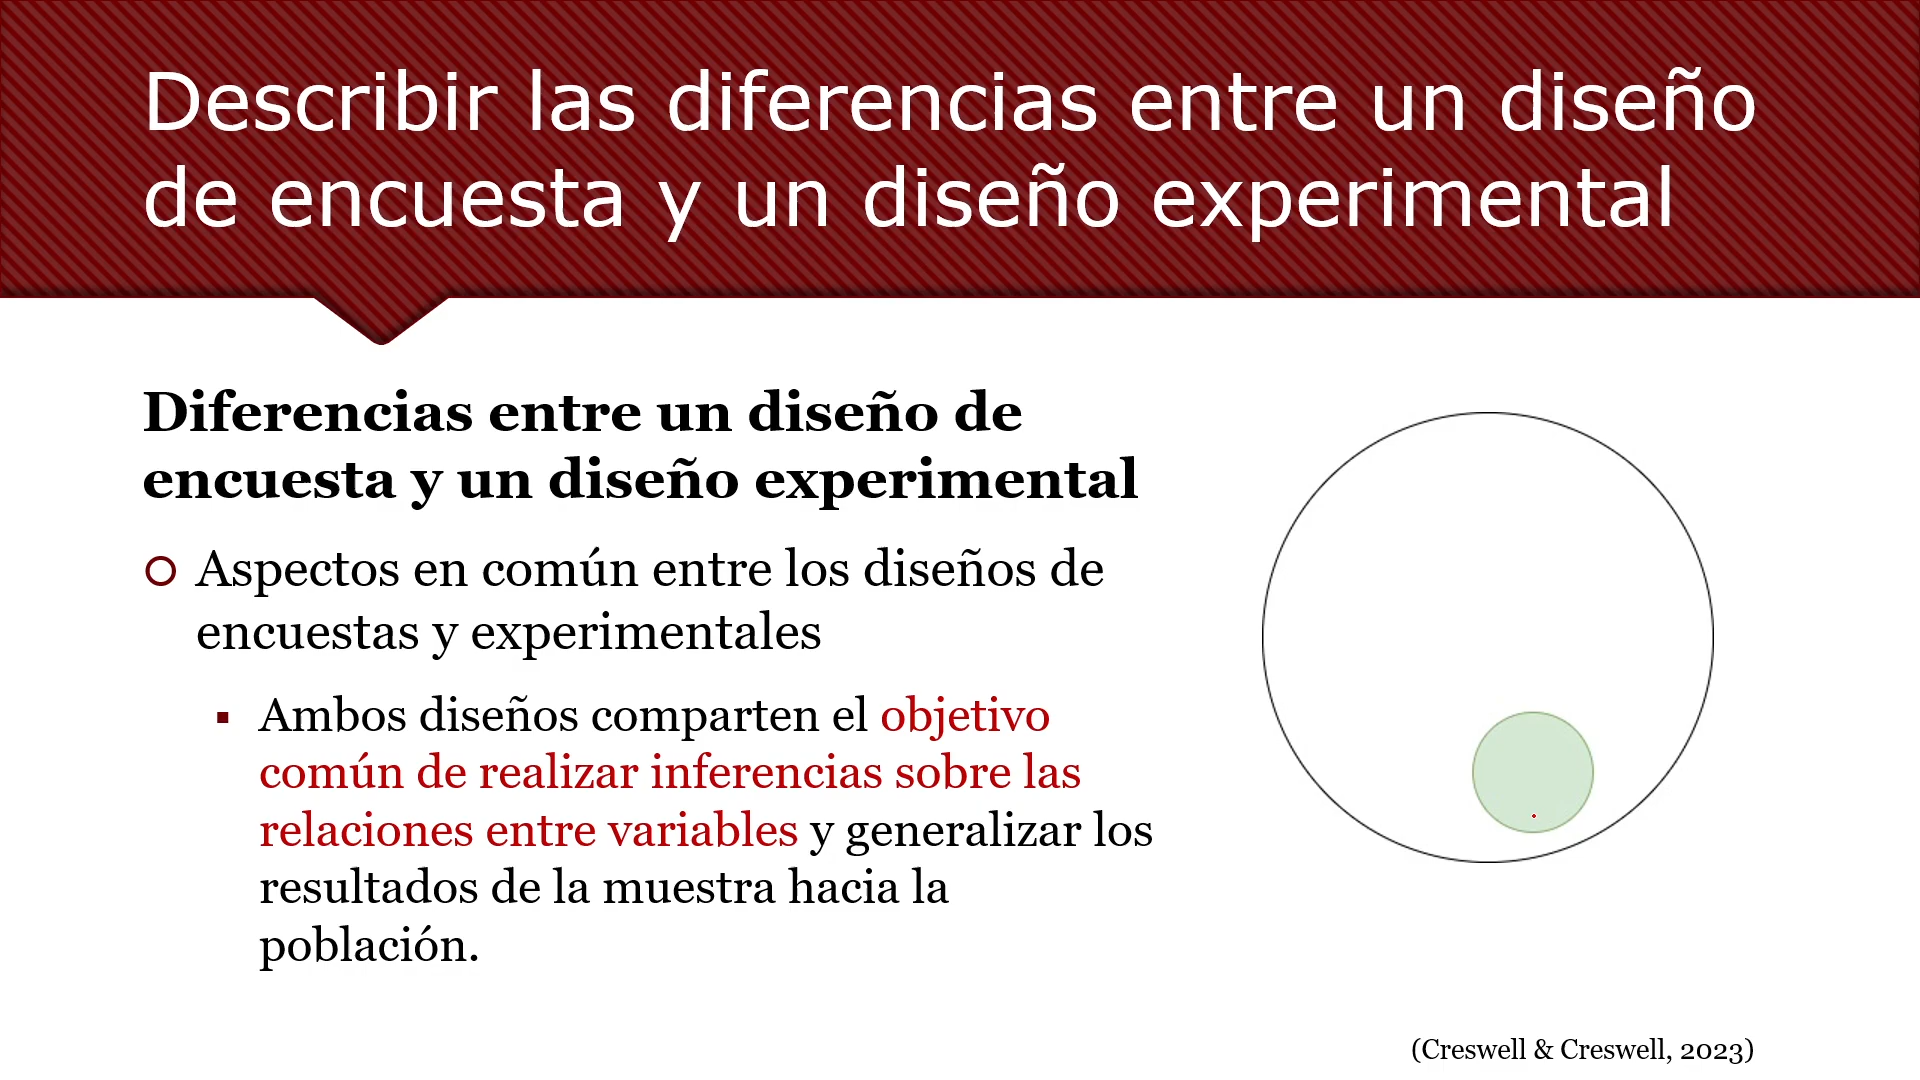 Describir las diferencias entre un diseño
de encuesta y un diseño experimental
Diferencias entre un diseño de
encuesta y un diseño experimental
Aspectos en común entre los diseños de
encuestas y experimentales
Ambos diseños comparten el objetivo
común de realizar inferencias sobre las
relaciones entre variables y generalizar los
resultados de la muestra hacia la
población.
(Creswell & Creswell, 2023)